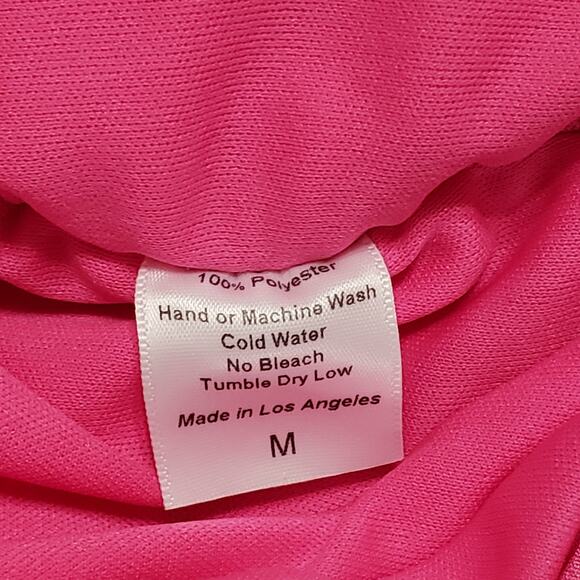 100% Polyester
Hand or Machine Wash
Cold Water
No Bleach
Tumble Dry Low
Made in Los Angeles
M